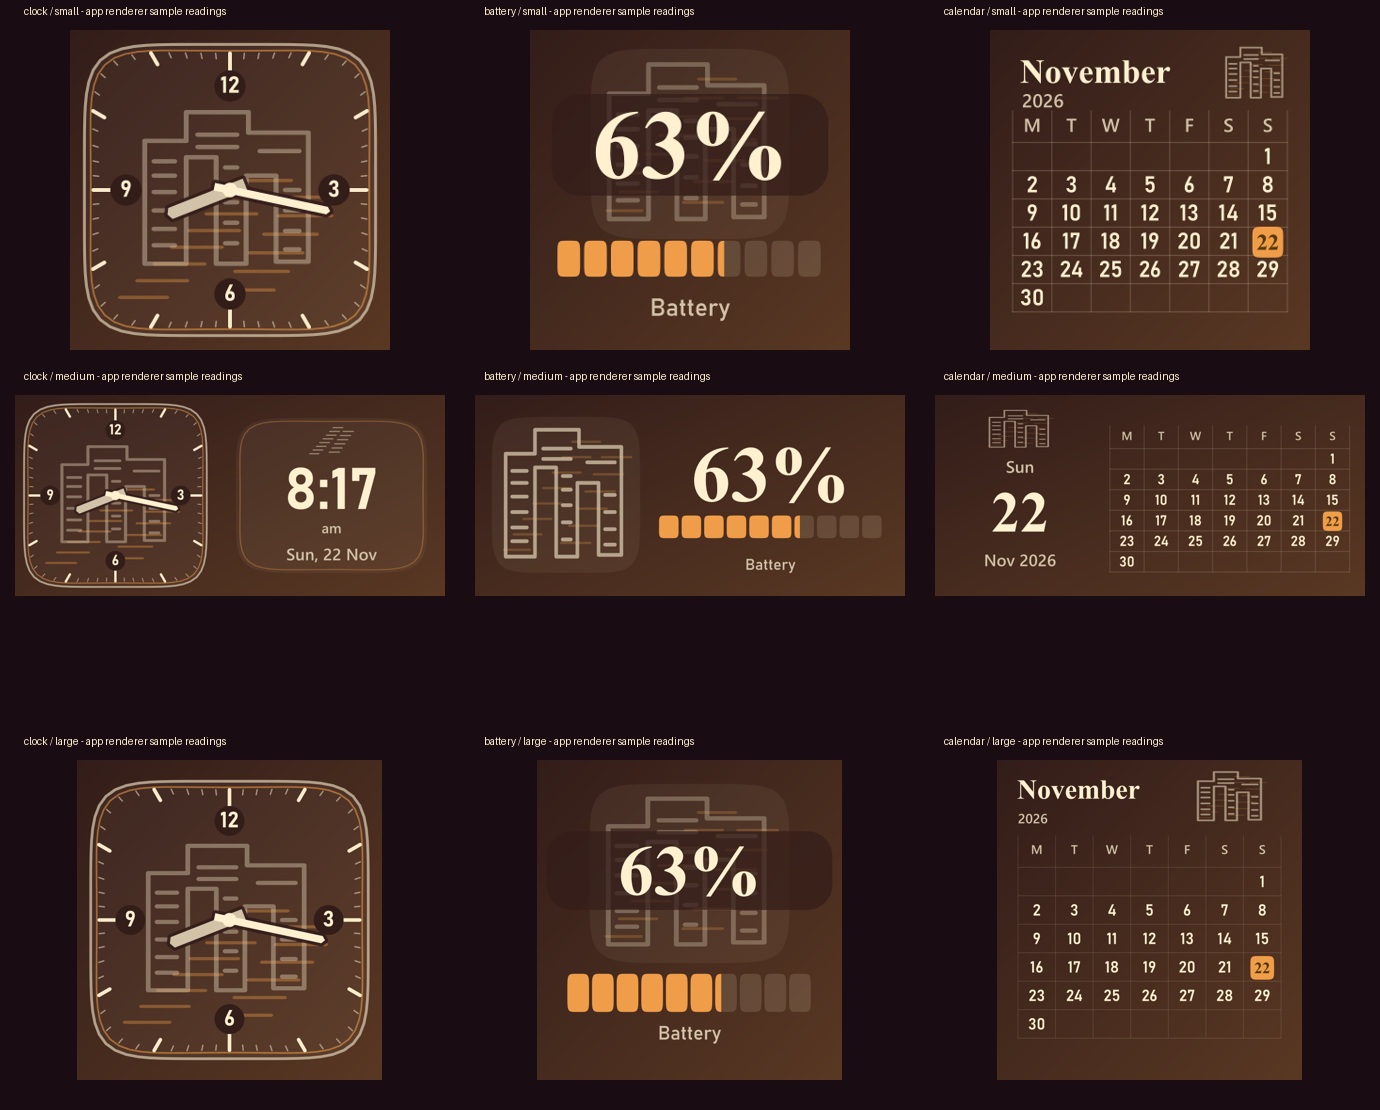 clock / small - app renderer sample readings
12
9
3
6
battery / small - app renderer sample readings
63%
Battery
calendar / small - app renderer sample readings
November
2026
M T W T F S S
1
2 3 4 5 6 7 8
9 10 11 12 13 14 15
16 17 18 19 20 21 22
23 24 25 26 27 28 29
30
clock / medium - app renderer sample readings
12
9
3
6
8:17
am
Sun, 22 Nov
battery / medium - app renderer sample readings
63%
Battery
calendar / medium - app renderer sample readings
Sun
22
Nov 2026
M T W T F S S
1
2 3 4 5 6 7 8
9 10 11 12 13 14 15
16 17 18 19 20 21 22
23 24 25 26 27 28 29
30
clock / large - app renderer sample readings
12
9
3
6
battery / large - app renderer sample readings
63%
Battery
calendar / large - app renderer sample readings
November
2026
M T W T F S S
1
2 3 4 5 6 7 8
9 10 11 12 13 14 15
16 17 18 19 20 21 22
23 24 25 26 27 28 29
30